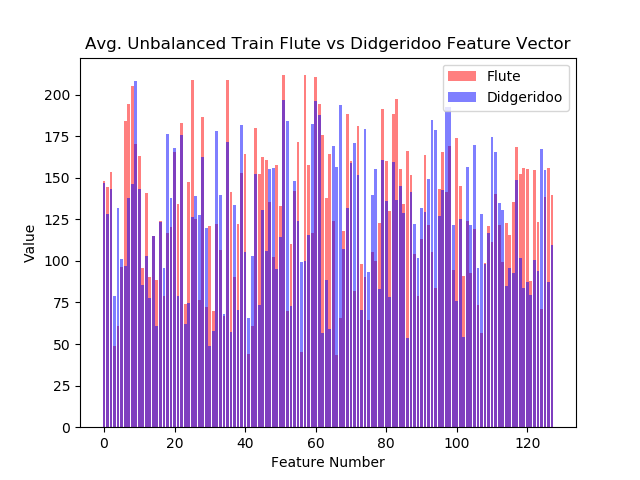 Avg. Unbalanced Train Flute vs Didgeridoo Feature Vector
Flute
Didgeridoo
Value
200
175
150
125
100
75
50
25
0
0 20 40 60 80 100 120
Feature Number